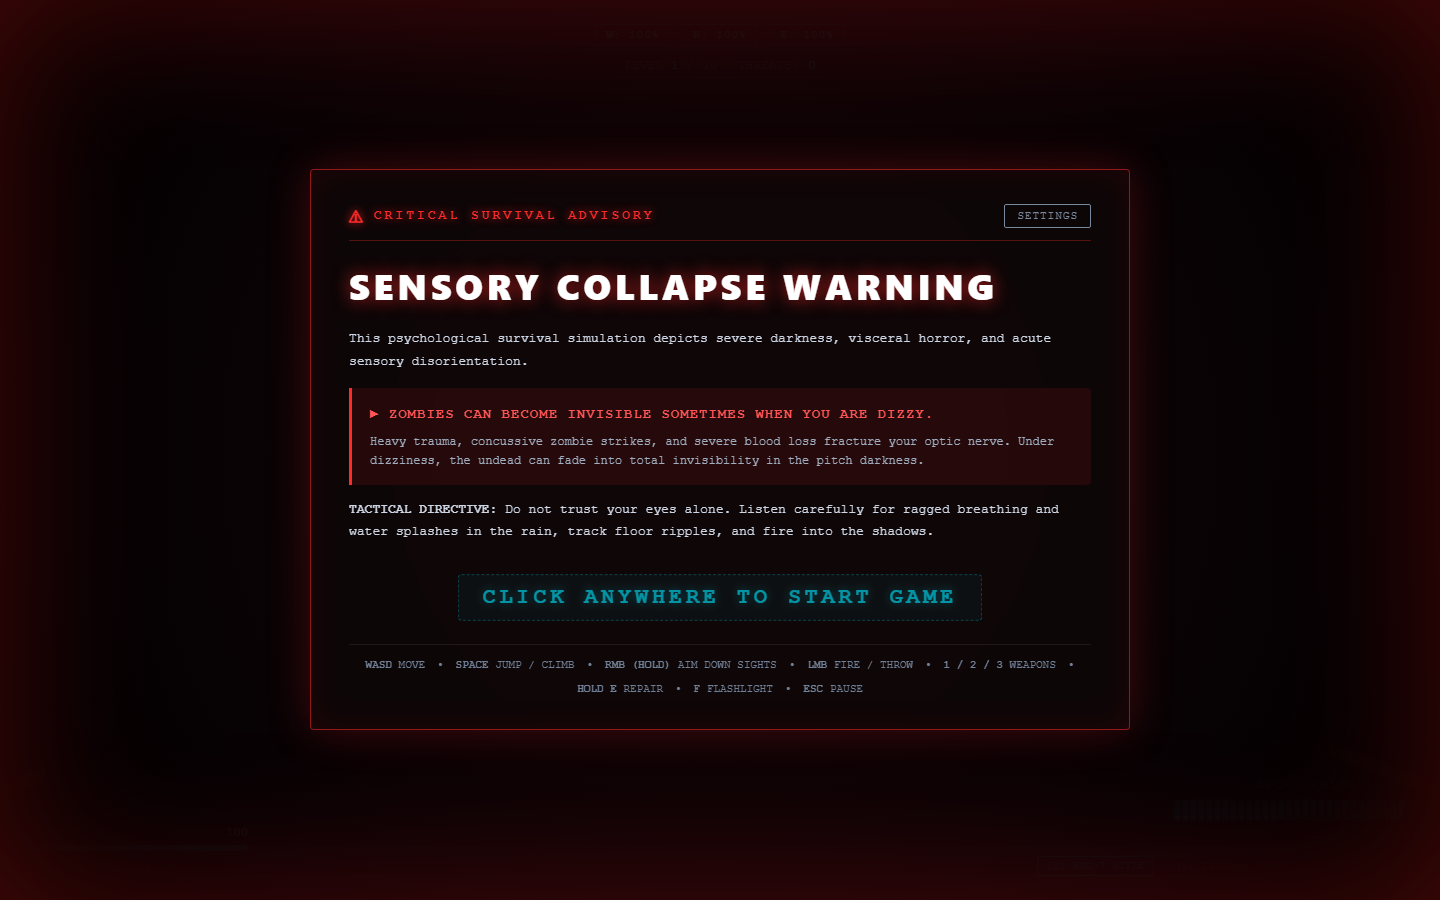 ⚠ CRITICAL SURVIVAL ADVISORY
SETTINGS
SENSORY COLLAPSE WARNING
This psychological survival simulation depicts severe darkness, visceral horror, and acute
sensory disorientation.
► ZOMBIES CAN BECOME INVISIBLE SOMETIMES WHEN YOU ARE DIZZY.
Heavy trauma, concussive zombie strikes, and severe blood loss fracture your optic nerve. Under
dizziness, the undead can fade into total invisibility in the pitch darkness.
TACTICAL DIRECTIVE: Do not trust your eyes alone. Listen carefully for ragged breathing and
water splashes in the rain, track floor ripples, and fire into the shadows.
CLICK ANYWHERE TO START GAME
WASD MOVE • SPACE JUMP / CLIMB • RMB (HOLD) AIM DOWN SIGHTS • LMB FIRE / THROW • 1 / 2 / 3 WEAPONS •
HOLD E REPAIR • F FLASHLIGHT • ESC PAUSE